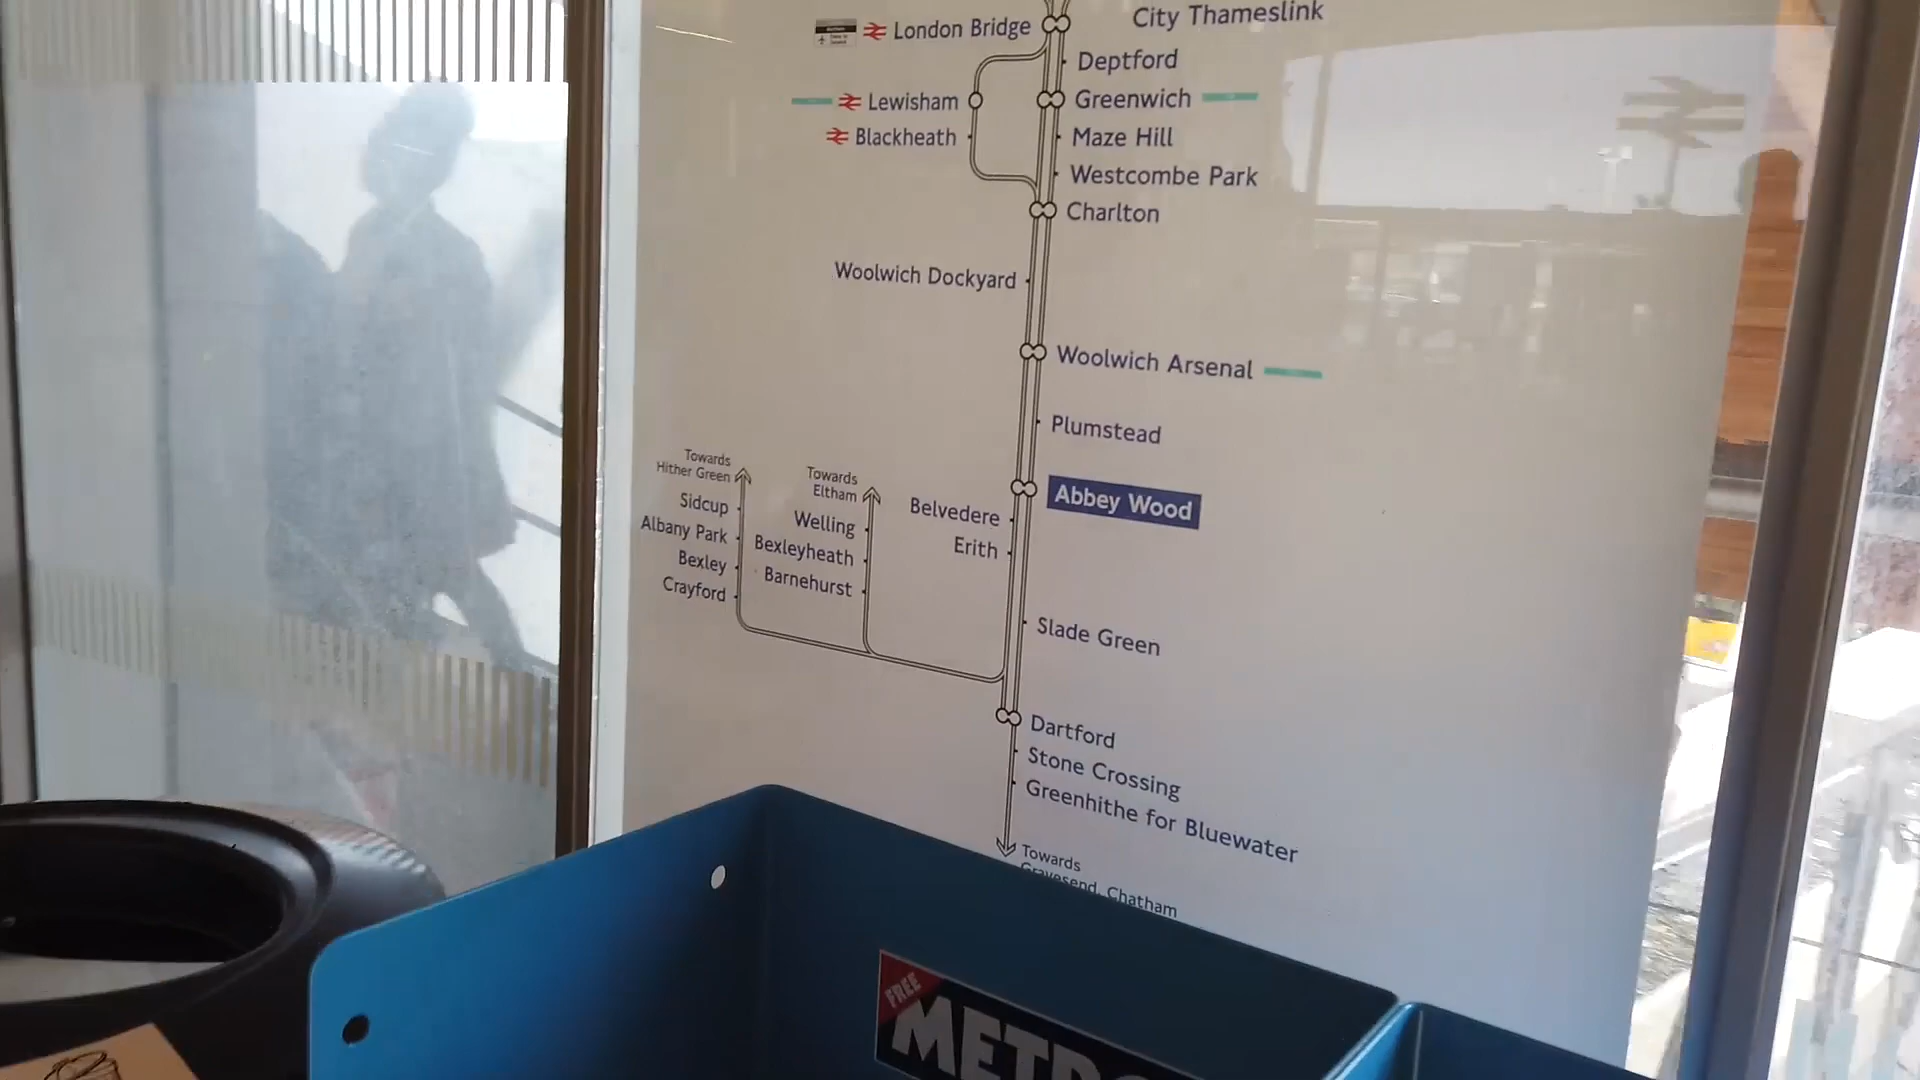 City Thameslink
London Bridge
Deptford
Lewisham
Greenwich
Blackheath
Maze Hill
Westcombe Park
Charlton
Woolwich Dockyard
Woolwich Arsenal
Plumstead
Abbey Wood
Belvedere
Erith
Towards
Hither Green
Sidcup
Albany Park
Bexley
Crayford
Towards
Eltham
Welling
Bexleyheath
Barnehurst
Slade Green
Dartford
Stone Crossing
Greenhithe for Bluewater
Towards
Gravesend, Chatham
FREE
METRO